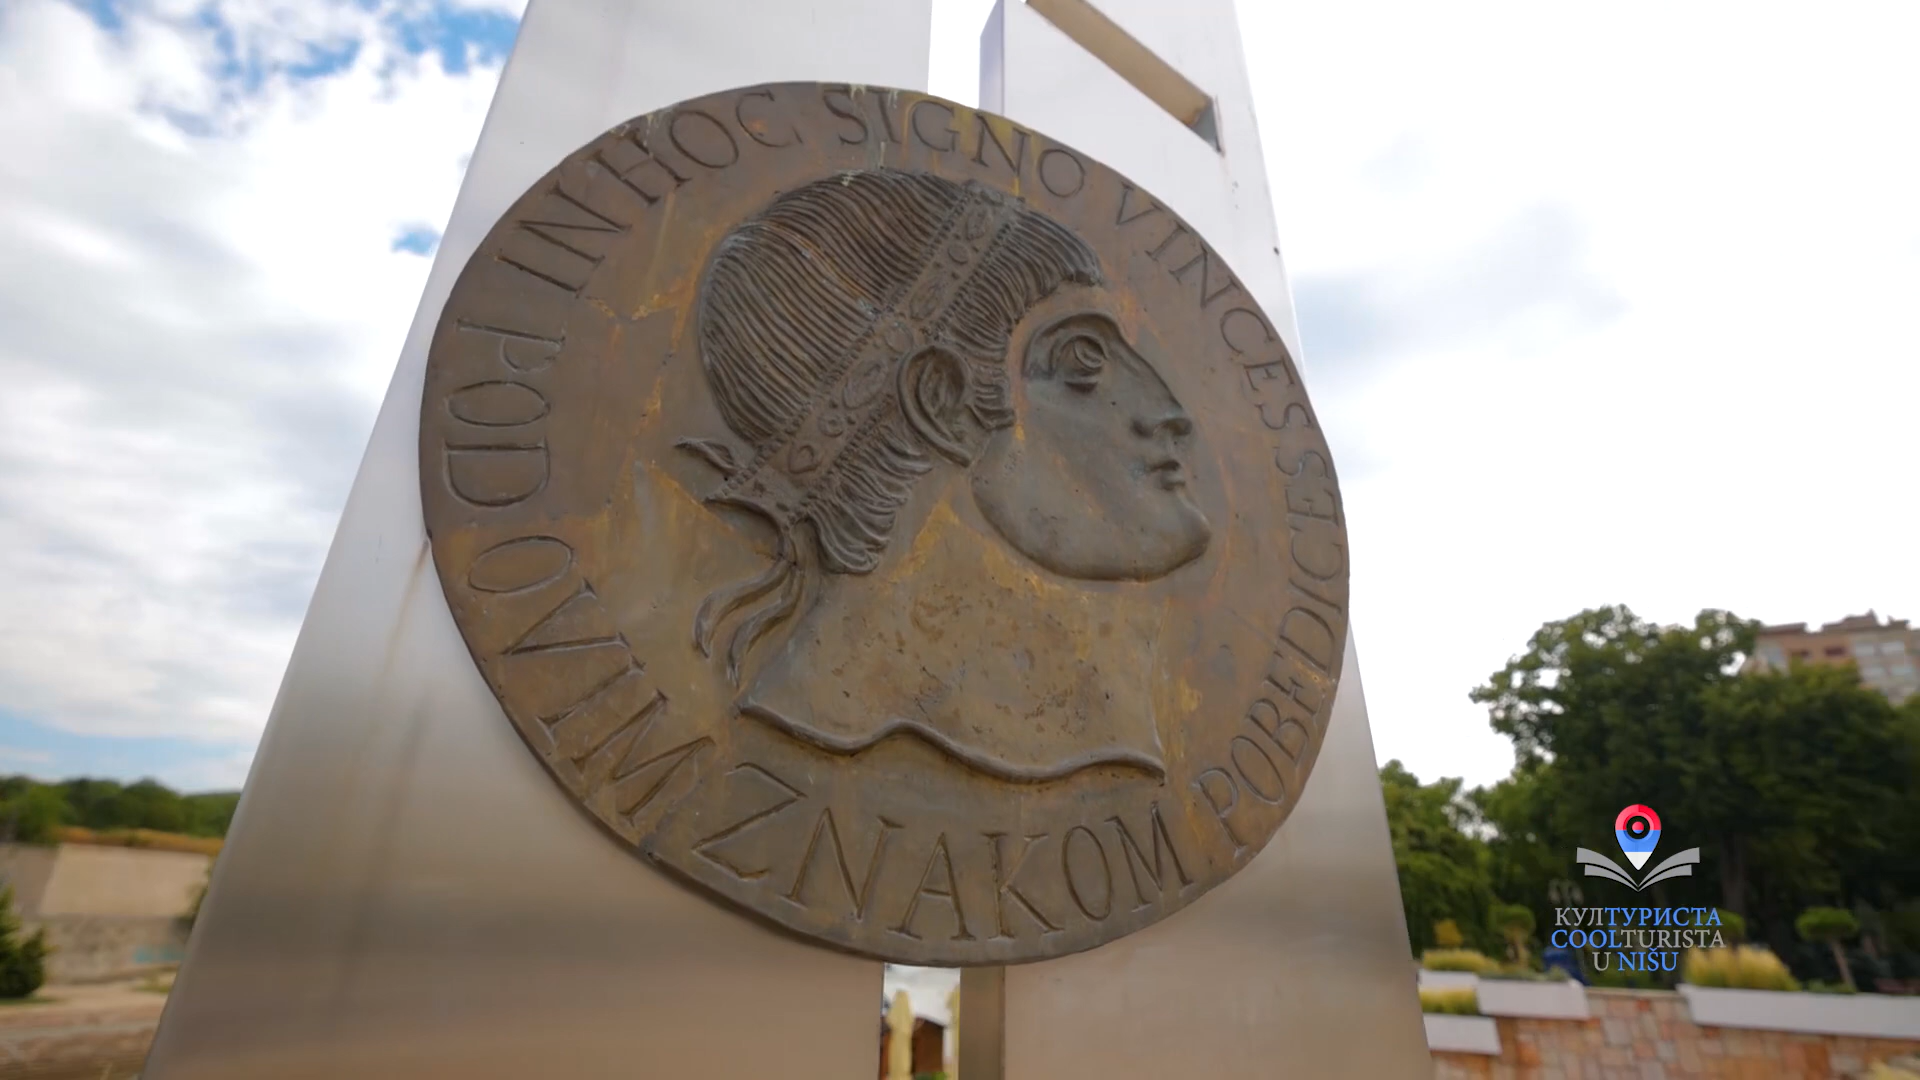 IN HOC SIGNO VINCES
POD OVIM ZNAKOM POBEDIĆEŠ
КУЛТУРИСТА
COOLTURISTA
U NIŠU